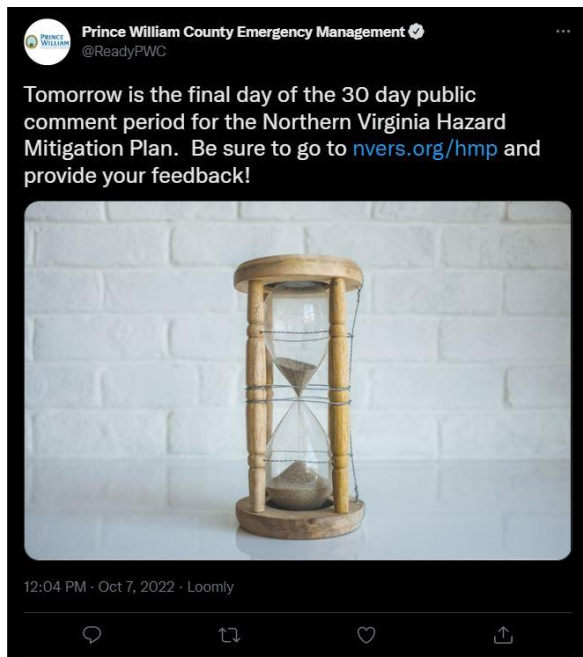 PRINCE
WILLIAM
Prince William County Emergency Management
@ReadyPWC
Tomorrow is the final day of the 30 day public
comment period for the Northern Virginia Hazard
Mitigation Plan.  Be sure to go to nvers.org/hmp and
provide your feedback!
12:04 PM · Oct 7, 2022 · Loomly